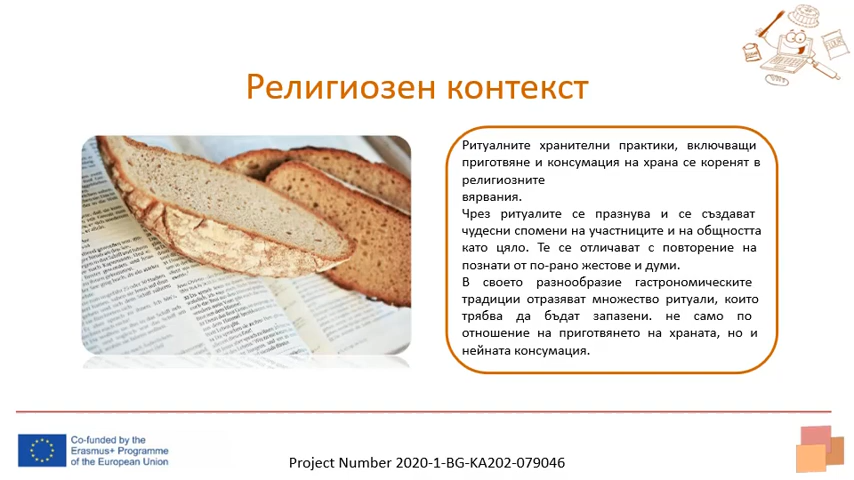 Религиозен контекст
Ритуалните хранителни практики, включващи
приготвяне и консумация на храна се коренят в
религиозните
вярвания.
Чрез ритуалите се празнува и се създават
чудесни спомени на участниците и на общността
като цяло. Те се отличават с повторение на
познати от по-рано жестове и думи.
В своето разнообразие гастрономическите
традиции отразяват множество ритуали, които
трябва да бъдат запазени. не само по
отношение на приготвянето на храната, но и
нейната консумация.
Co-funded by the
Erasmus+ Programme
of the European Union
Project Number 2020-1-BG-KA202-079046